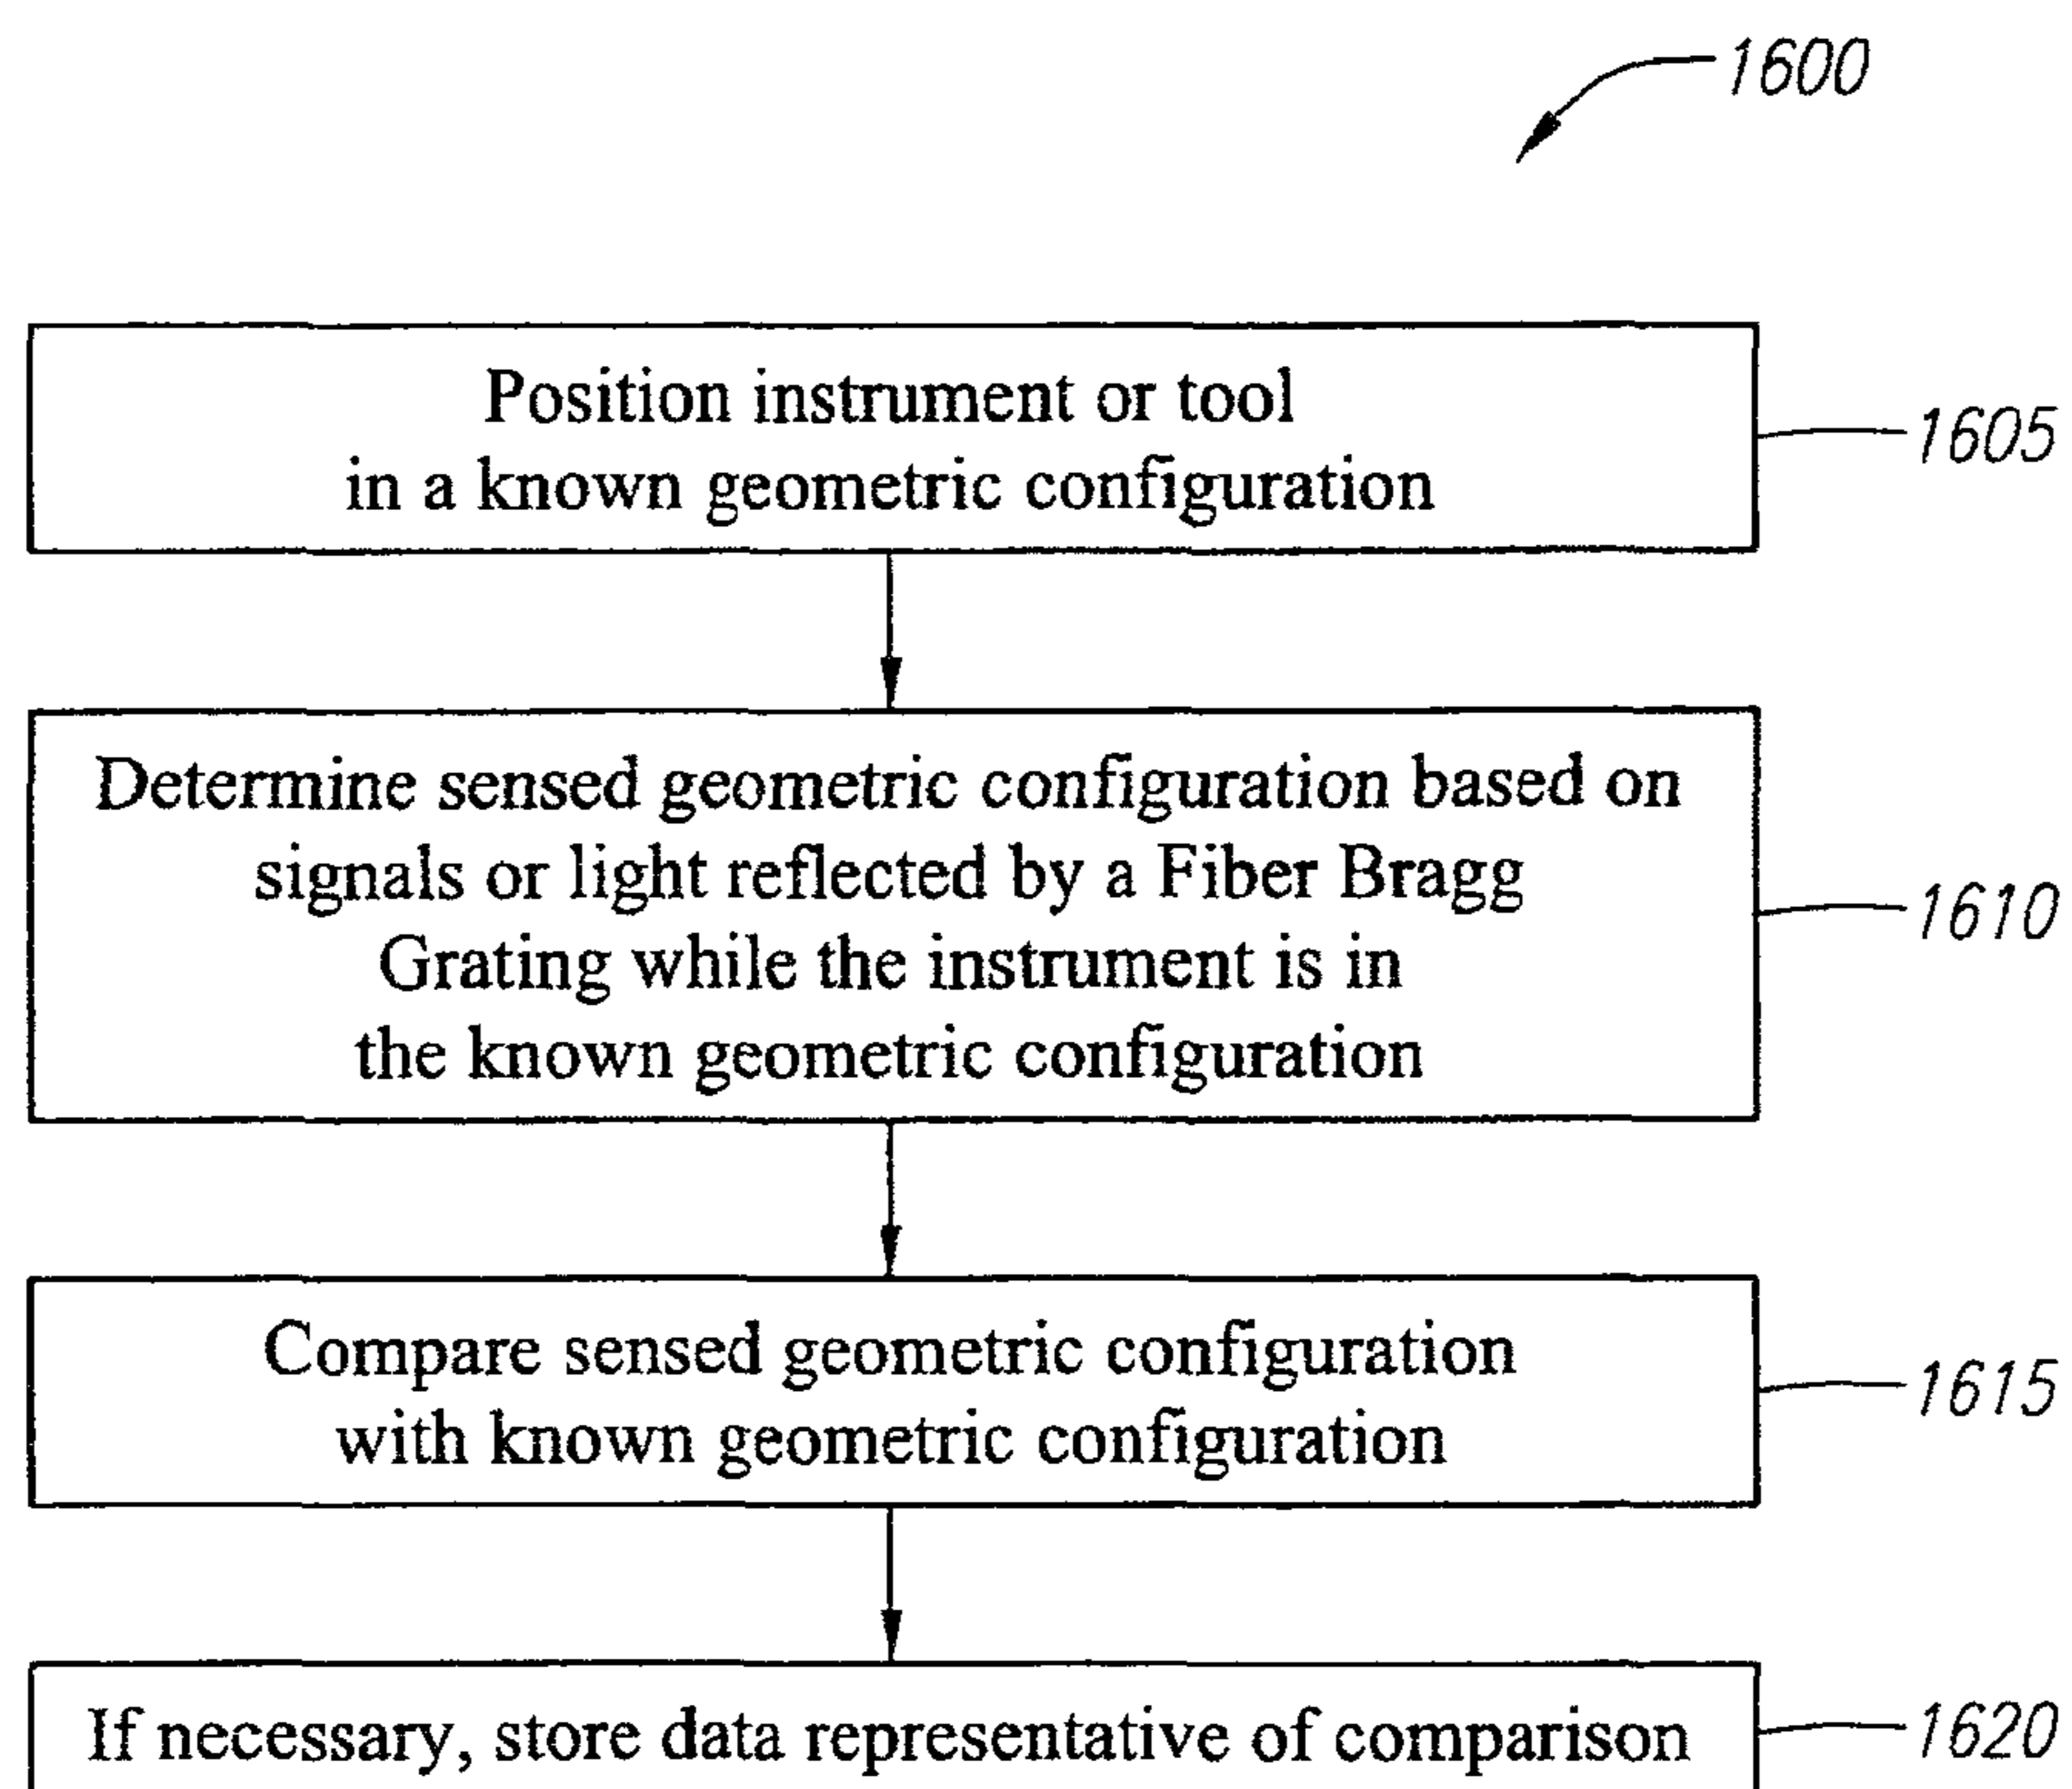 1600
Position instrument or tool
in a known geometric configuration
1605
Determine sensed geometric configuration based on
signals or light reflected by a Fiber Bragg
Grating while the instrument is in
the known geometric configuration
1610
Compare sensed geometric configuration
with known geometric configuration
1615
If necessary, store data representative of comparison
1620